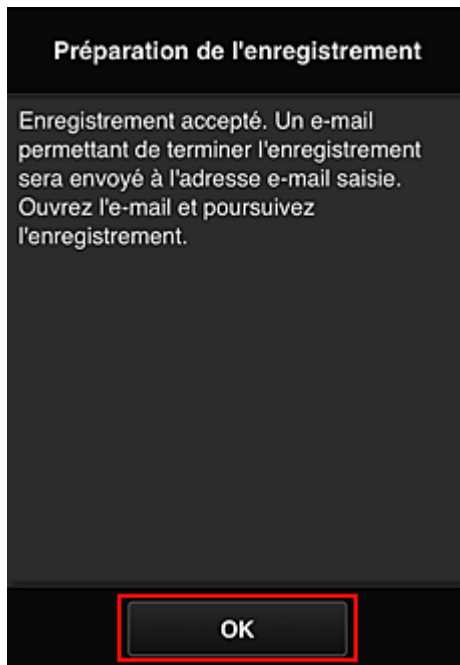 Préparation de l'enregistrement
Enregistrement accepté. Un e-mail
permettant de terminer l'enregistrement
sera envoyé à l'adresse e-mail saisie.
Ouvrez l'e-mail et poursuivez
l'enregistrement.
OK